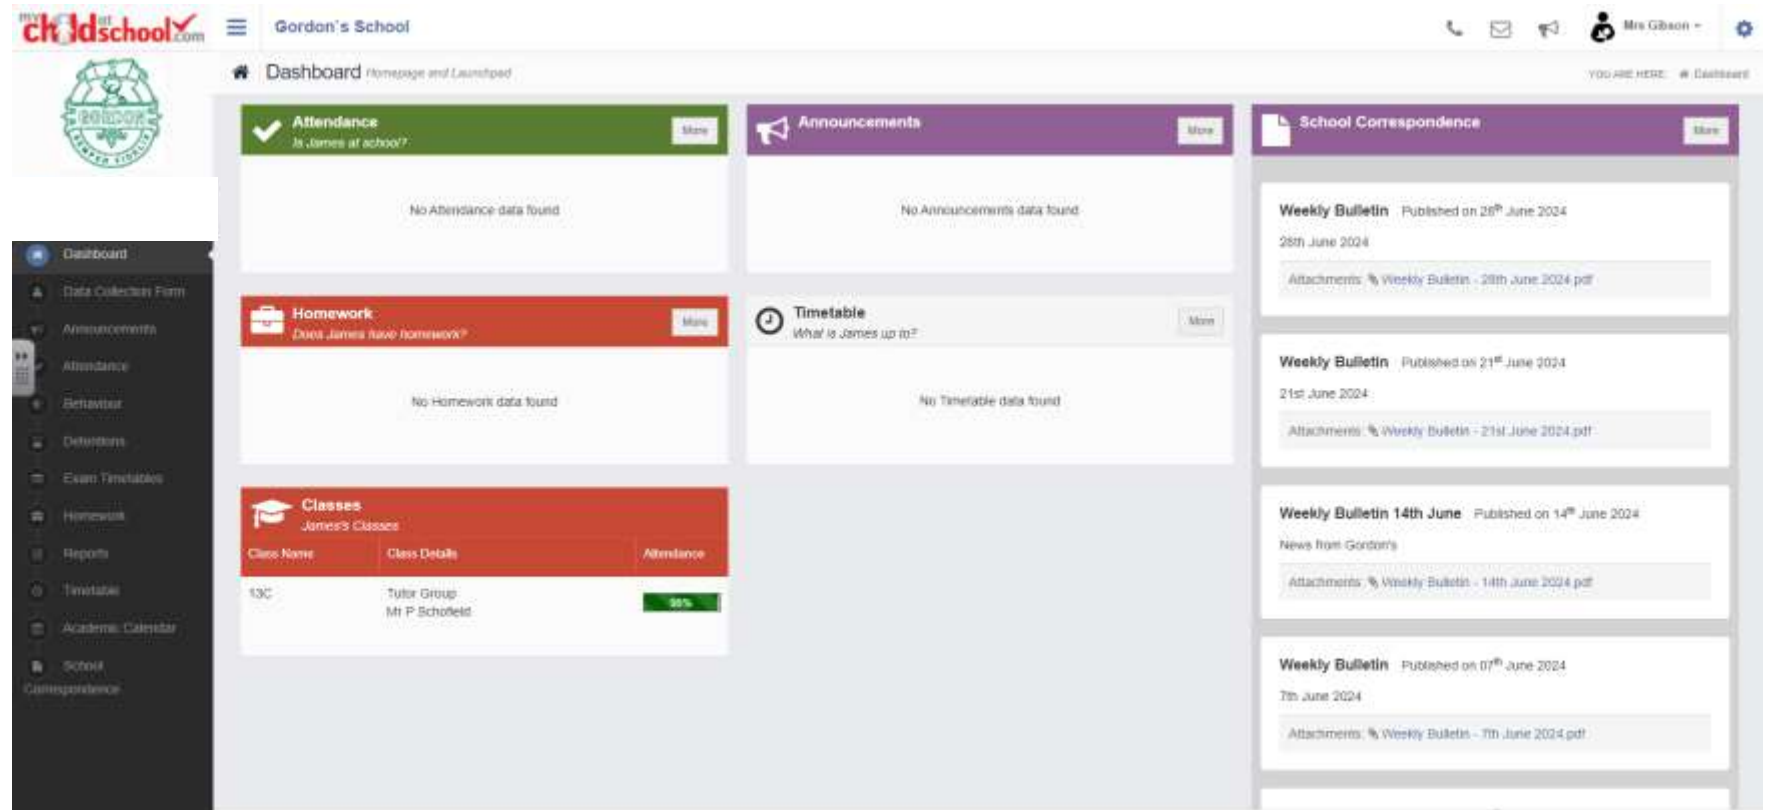 my child at school.com
Gordon's School
Mrs Gibson
Dashboard Homepage and Launchpad
YOU ARE HERE: Dashboard
GORDON
SEMPER FIDELIS
Attendance
Is James at school?
More
No Attendance data found
Announcements
More
No Announcements data found
School Correspondence
More
Weekly Bulletin Published on 28th June 2024
28th June 2024
Attachments: Weekly Bulletin - 28th June 2024.pdf
Weekly Bulletin Published on 21st June 2024
21st June 2024
Attachments: Weekly Bulletin - 21st June 2024.pdf
Weekly Bulletin 14th June Published on 14th June 2024
News from Gordon's
Attachments: Weekly Bulletin - 14th June 2024.pdf
Weekly Bulletin Published on 07th June 2024
7th June 2024
Attachments: Weekly Bulletin - 7th June 2024.pdf
Homework
Does James have homework?
More
No Homework data found
Timetable
What is James up to?
More
No Timetable data found
Classes
James's Classes
Class Name Class Details Attendance
13C Tutor Group
Mr P Schofield
Dashboard
Data Collection Form
Announcements
Attendance
Behaviour
Detentions
Exam Timetables
Homework
Reports
Timetable
Academic Calendar
School
Correspondence